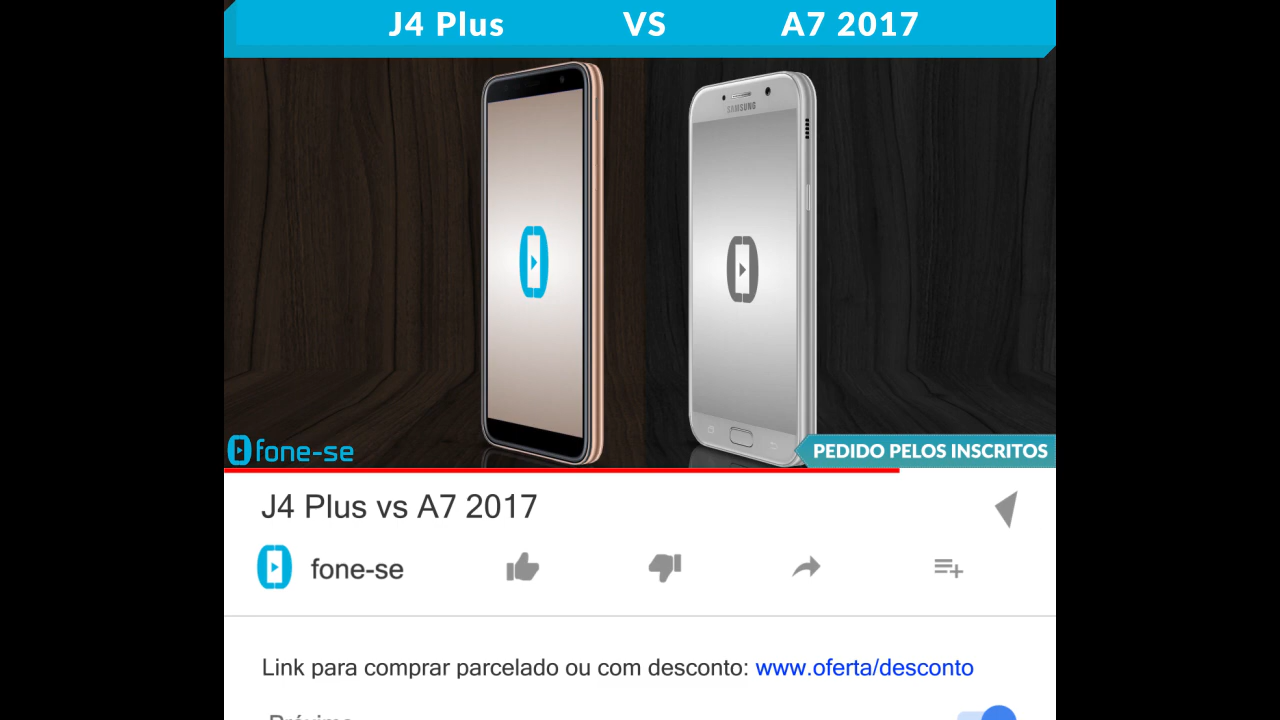 J4 Plus VS A7 2017
SAMSUNG
fone-se
PEDIDO PELOS INSCRITOS
J4 Plus vs A7 2017
fone-se
Link para comprar parcelado ou com desconto: www.oferta/desconto